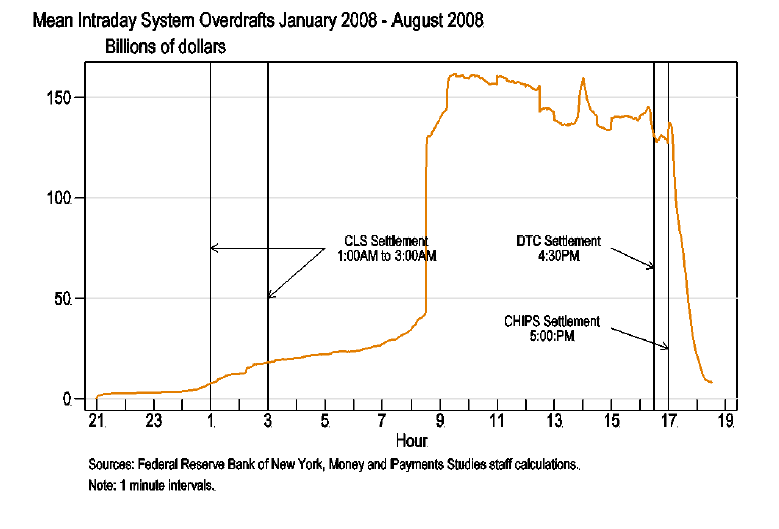 Mean Intraday System Overdrafts January 2008 - August 2008
Billions of dollars
150
100
50
0
CLS Settlement
1:00AM to 3:00AM
DTC Settlement
4:30PM
CHIPS Settlement
5:00:PM
21 23 1 3 5 7 9 11 13 15 17 19
Hour
Sources: Federal Reserve Bank of New York, Money and Payments Studies staff calculations.
Note: 1 minute intervals.